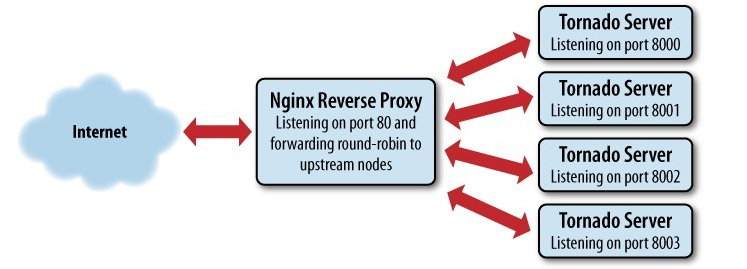 Internet
Nginx Reverse Proxy
Listening on port 80 and
forwarding round-robin to
upstream nodes
Tornado Server
Listening on port 8000
Tornado Server
Listening on port 8001
Tornado Server
Listening on port 8002
Tornado Server
Listening on port 8003